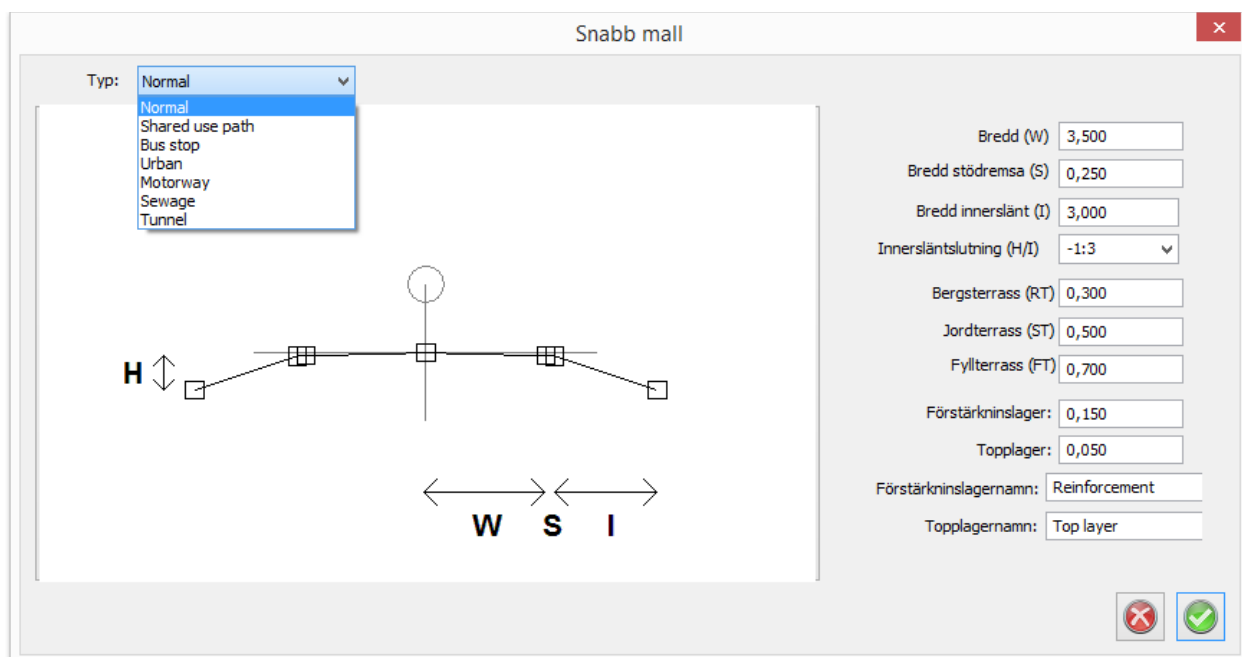 Snabb mall
Typ: Normal
Normal
Shared use path
Bus stop
Urban
Motorway
Sewage
Tunnel
H
W S I
Bredd (W) 3,500
Bredd stödremsa (S) 0,250
Bredd innerslänt (I) 3,000
Innersläntslutning (H/I) -1:3
Bergsterrass (RT) 0,300
Jordterrass (ST) 0,500
Fyllterrass (FT) 0,700
Förstärkninslager: 0,150
Topplager: 0,050
Förstärkninslagernamn: Reinforcement
Topplagernamn: Top layer